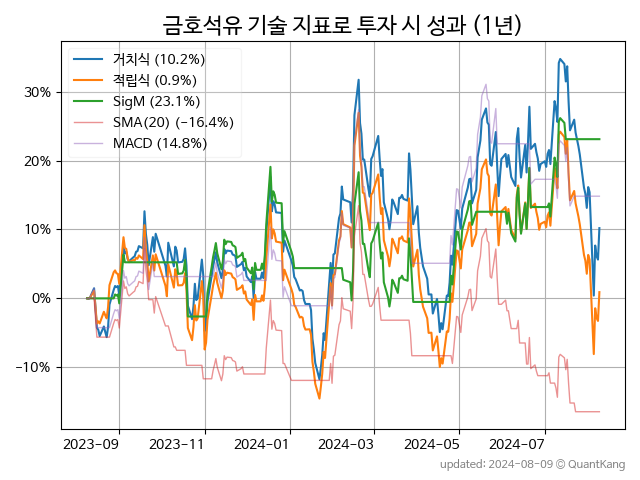 금호석유 기술 지표로 투자 시 성과 (1년)
거치식 (10.2%)
적립식 (0.9%)
SigM (23.1%)
SMA(20) (−16.4%)
MACD (14.8%)
30%
20%
10%
0%
−10%
2023-09 2023-11 2024-01 2024-03 2024-05 2024-07
updated: 2024-08-09 © QuantKang